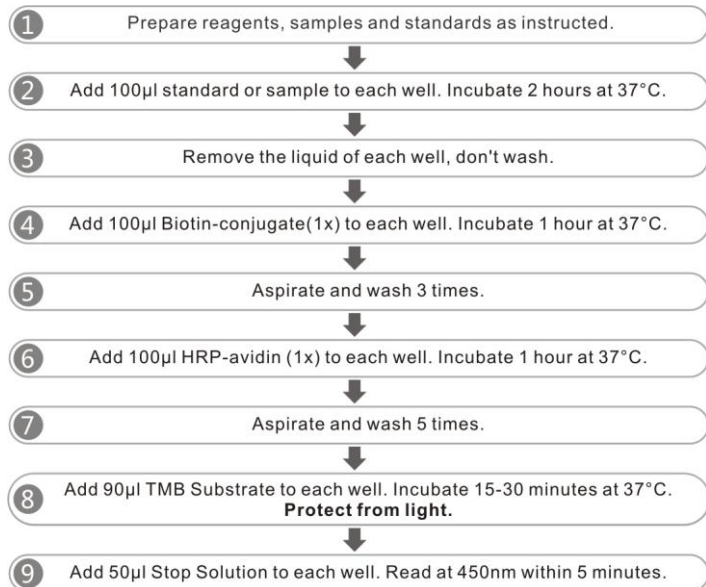 1 Prepare reagents, samples and standards as instructed.
2 Add 100μl standard or sample to each well. Incubate 2 hours at 37°C.
3 Remove the liquid of each well, don't wash.
4 Add 100μl Biotin-conjugate(1x) to each well. Incubate 1 hour at 37°C.
5 Aspirate and wash 3 times.
6 Add 100μl HRP-avidin (1x) to each well. Incubate 1 hour at 37°C.
7 Aspirate and wash 5 times.
8 Add 90μl TMB Substrate to each well. Incubate 15-30 minutes at 37°C.
Protect from light.
9 Add 50μl Stop Solution to each well. Read at 450nm within 5 minutes.